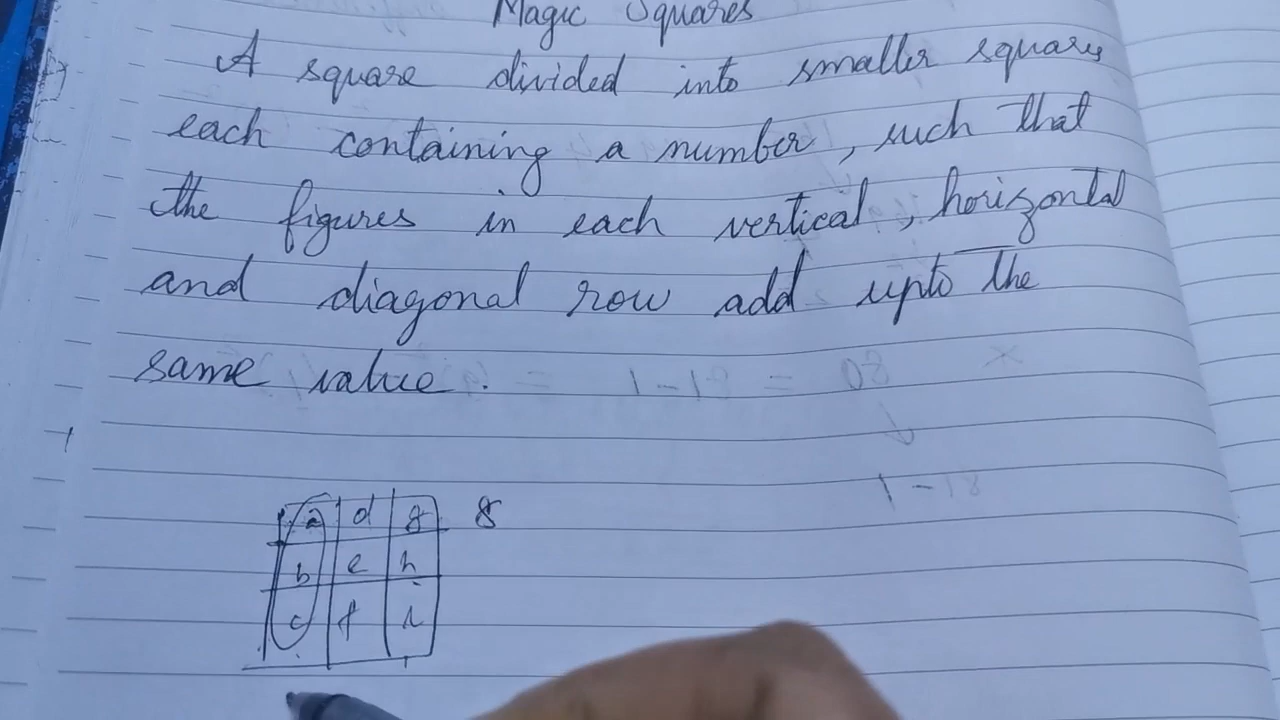 Magic Squares
A square divided into smaller squares
each containing a number, such that
the figures in each vertical, horizontal
and diagonal row add upto the
same value.
a d g 8
b e h
c f i